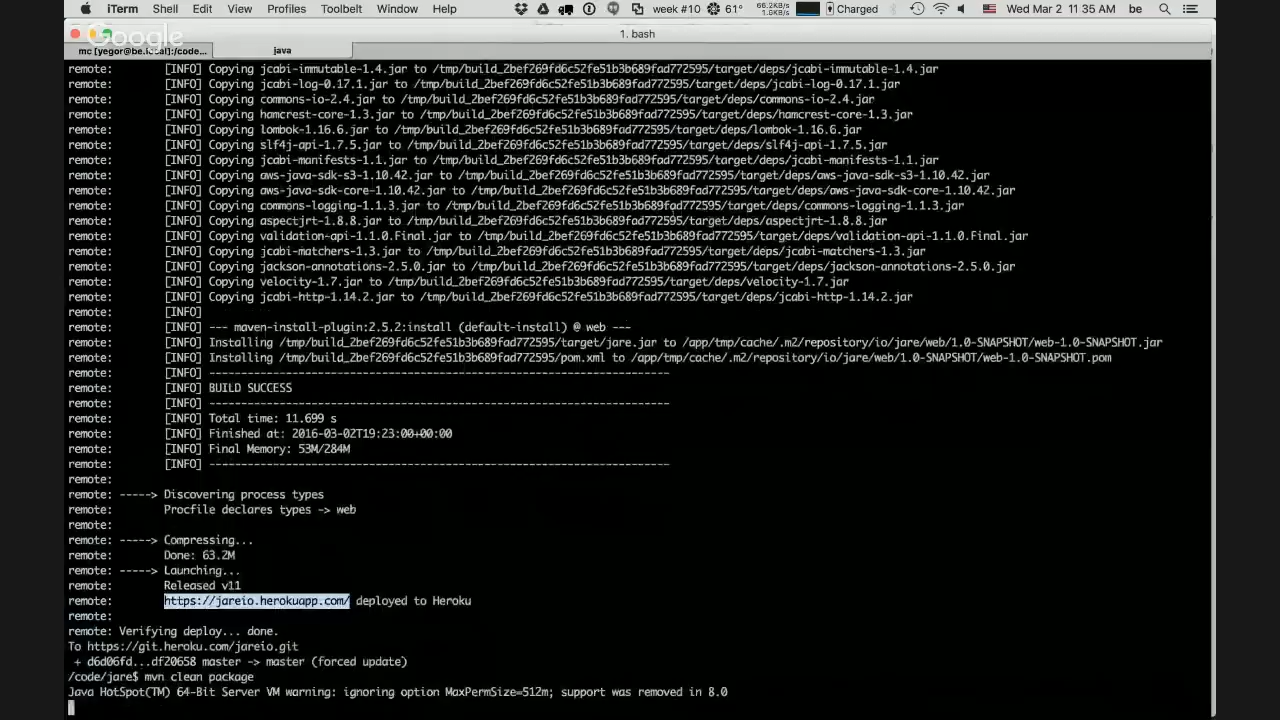 iTerm Shell Edit View Profiles Toolbelt Window Help week #10 61° 66.2KB/s 1.8KB/s Charged Wed Mar 2 11:35 AM be
Google
1. bash
mc [yegor@be.local]:/code... java
remote: [INFO] Copying jcabi-immutable-1.4.jar to /tmp/build_2bef269fd6c52fe51b3b689fad772595/target/deps/jcabi-immutable-1.4.jar
remote: [INFO] Copying jcabi-log-0.17.1.jar to /tmp/build_2bef269fd6c52fe51b3b689fad772595/target/deps/jcabi-log-0.17.1.jar
remote: [INFO] Copying commons-io-2.4.jar to /tmp/build_2bef269fd6c52fe51b3b689fad772595/target/deps/commons-io-2.4.jar
remote: [INFO] Copying hamcrest-core-1.3.jar to /tmp/build_2bef269fd6c52fe51b3b689fad772595/target/deps/hamcrest-core-1.3.jar
remote: [INFO] Copying lombok-1.16.6.jar to /tmp/build_2bef269fd6c52fe51b3b689fad772595/target/deps/lombok-1.16.6.jar
remote: [INFO] Copying slf4j-api-1.7.5.jar to /tmp/build_2bef269fd6c52fe51b3b689fad772595/target/deps/slf4j-api-1.7.5.jar
remote: [INFO] Copying jcabi-manifests-1.1.jar to /tmp/build_2bef269fd6c52fe51b3b689fad772595/target/deps/jcabi-manifests-1.1.jar
remote: [INFO] Copying aws-java-sdk-s3-1.10.42.jar to /tmp/build_2bef269fd6c52fe51b3b689fad772595/target/deps/aws-java-sdk-s3-1.10.42.jar
remote: [INFO] Copying aws-java-sdk-core-1.10.42.jar to /tmp/build_2bef269fd6c52fe51b3b689fad772595/target/deps/aws-java-sdk-core-1.10.42.jar
remote: [INFO] Copying commons-logging-1.1.3.jar to /tmp/build_2bef269fd6c52fe51b3b689fad772595/target/deps/commons-logging-1.1.3.jar
remote: [INFO] Copying aspectjrt-1.8.8.jar to /tmp/build_2bef269fd6c52fe51b3b689fad772595/target/deps/aspectjrt-1.8.8.jar
remote: [INFO] Copying validation-api-1.1.0.Final.jar to /tmp/build_2bef269fd6c52fe51b3b689fad772595/target/deps/validation-api-1.1.0.Final.jar
remote: [INFO] Copying jcabi-matchers-1.3.jar to /tmp/build_2bef269fd6c52fe51b3b689fad772595/target/deps/jcabi-matchers-1.3.jar
remote: [INFO] Copying jackson-annotations-2.5.0.jar to /tmp/build_2bef269fd6c52fe51b3b689fad772595/target/deps/jackson-annotations-2.5.0.jar
remote: [INFO] Copying velocity-1.7.jar to /tmp/build_2bef269fd6c52fe51b3b689fad772595/target/deps/velocity-1.7.jar
remote: [INFO] Copying jcabi-http-1.14.2.jar to /tmp/build_2bef269fd6c52fe51b3b689fad772595/target/deps/jcabi-http-1.14.2.jar
remote: [INFO]
remote: [INFO] --- maven-install-plugin:2.5.2:install (default-install) @ web ---
remote: [INFO] Installing /tmp/build_2bef269fd6c52fe51b3b689fad772595/target/jare.jar to /app/tmp/cache/.m2/repository/io/jare/web/1.0-SNAPSHOT/web-1.0-SNAPSHOT.jar
remote: [INFO] Installing /tmp/build_2bef269fd6c52fe51b3b689fad772595/pom.xml to /app/tmp/cache/.m2/repository/io/jare/web/1.0-SNAPSHOT/web-1.0-SNAPSHOT.pom
remote: [INFO] ------------------------------------------------------------------------
remote: [INFO] BUILD SUCCESS
remote: [INFO] ------------------------------------------------------------------------
remote: [INFO] Total time: 11.699 s
remote: [INFO] Finished at: 2016-03-02T19:23:00+00:00
remote: [INFO] Final Memory: 53M/284M
remote: [INFO] ------------------------------------------------------------------------
remote:
remote: -----> Discovering process types
remote: Procfile declares types -> web
remote:
remote: -----> Compressing...
remote: Done: 63.2M
remote: -----> Launching...
remote: Released v11
remote: https://jareio.herokuapp.com/ deployed to Heroku
remote:
remote: Verifying deploy... done.
To https://git.heroku.com/jareio.git
+ d6d06fd...df20658 master -> master (forced update)
/code/jare$ mvn clean package
Java HotSpot(TM) 64-Bit Server VM warning: ignoring option MaxPermSize=512m; support was removed in 8.0